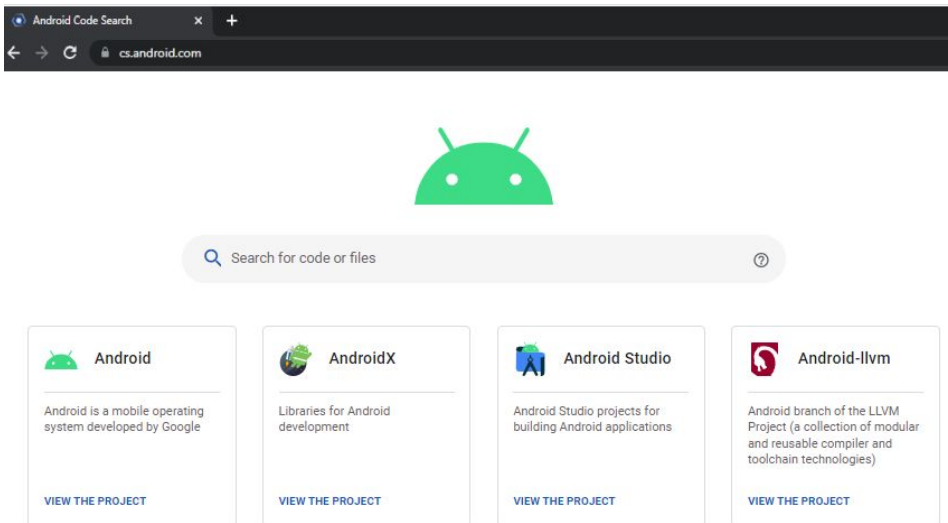 Android Code Search
cs.android.com
Search for code or files
Android
Android is a mobile operating
system developed by Google
VIEW THE PROJECT
AndroidX
Libraries for Android
development
VIEW THE PROJECT
Android Studio
Android Studio projects for
building Android applications
VIEW THE PROJECT
Android-llvm
Android branch of the LLVM
Project (a collection of modular
and reusable compiler and
toolchain technologies)
VIEW THE PROJECT